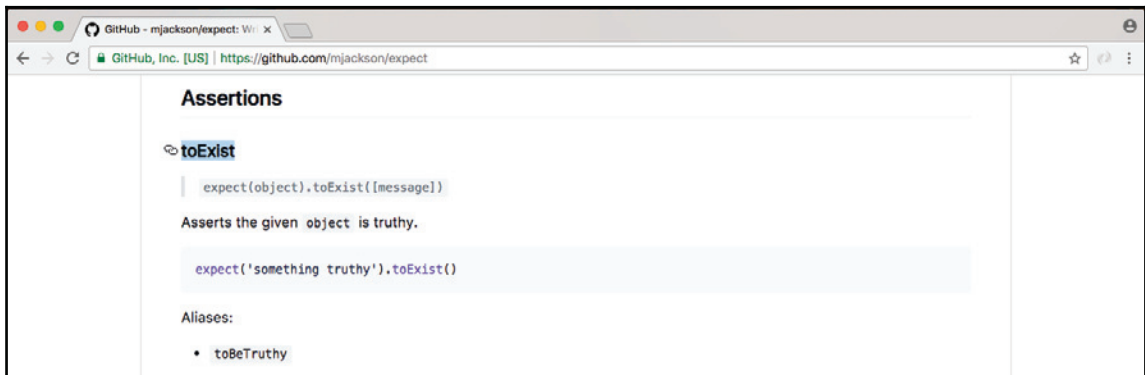 GitHub - mjackson/expect: Wri
GitHub, Inc. [US] | https://github.com/mjackson/expect
Assertions
toExist
expect(object).toExist([message])
Asserts the given object is truthy.
expect('something truthy').toExist()
Aliases:
• toBeTruthy